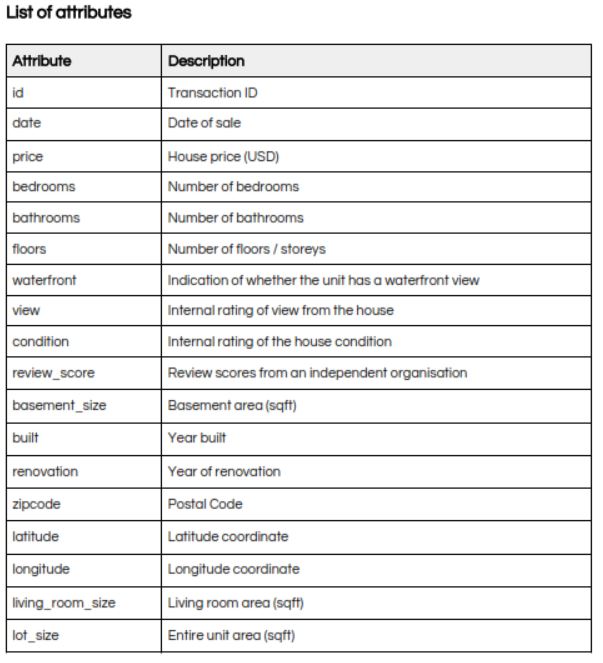 List of attributes
Attribute Description
id Transaction ID
date Date of sale
price House price (USD)
bedrooms Number of bedrooms
bathrooms Number of bathrooms
floors Number of floors / storeys
waterfront Indication of whether the unit has a waterfront view
view Internal rating of view from the house
condition Internal rating of the house condition
review_score Review scores from an independent organisation
basement_size Basement area (sqft)
built Year built
renovation Year of renovation
zipcode Postal Code
latitude Latitude coordinate
longitude Longitude coordinate
living_room_size Living room area (sqft)
lot_size Entire unit area (sqft)